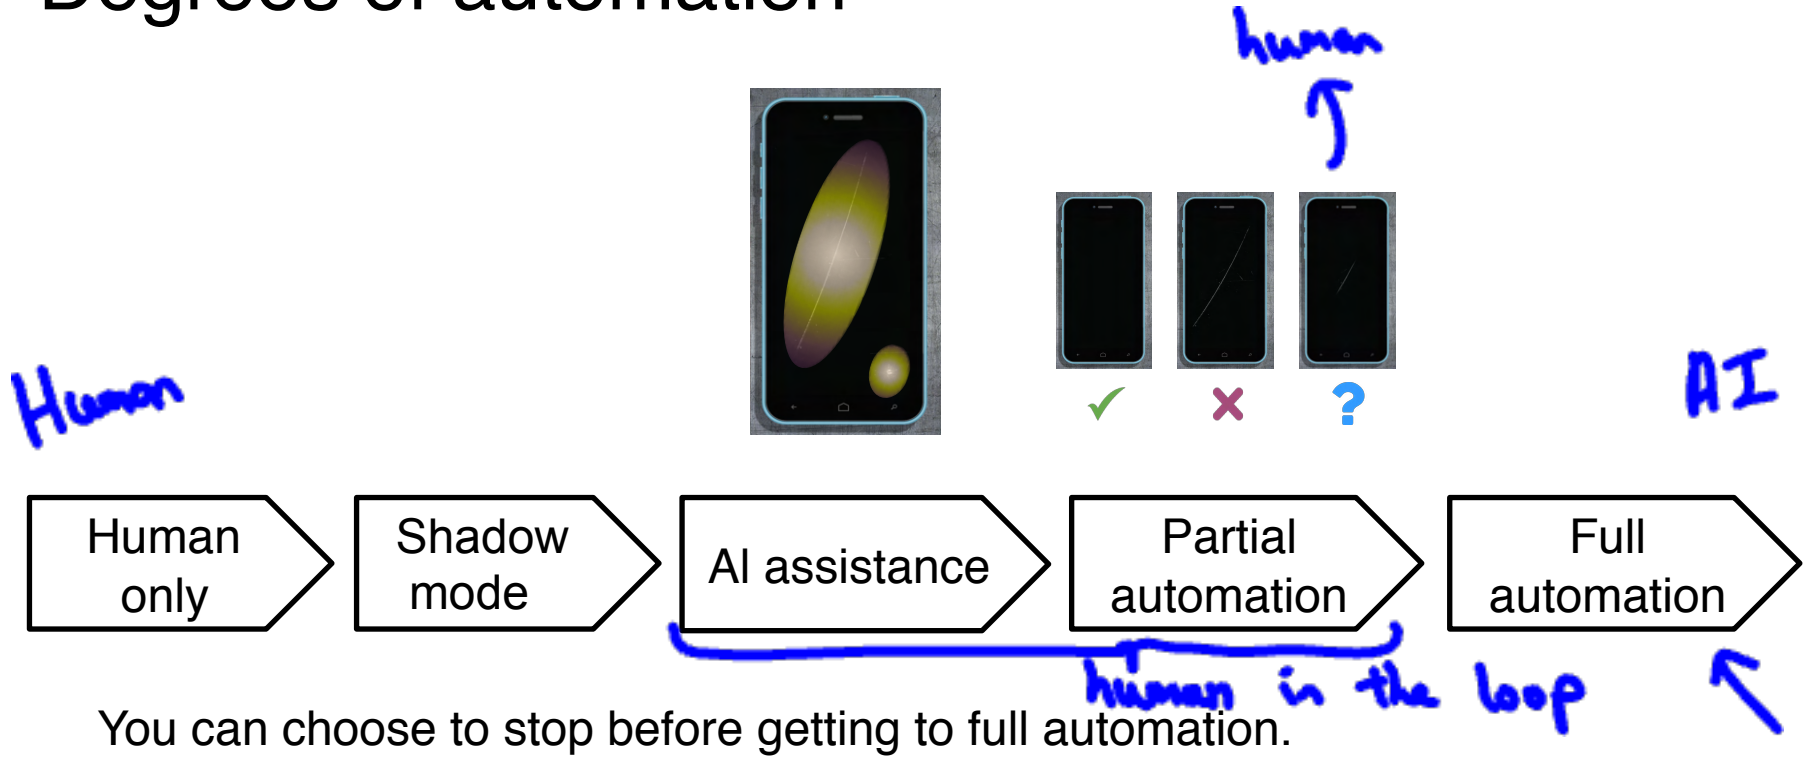 Degrees of automation
human
Human
AI
Human
only
Shadow
mode
AI assistance
Partial
automation
Full
automation
human in the loop
You can choose to stop before getting to full automation.